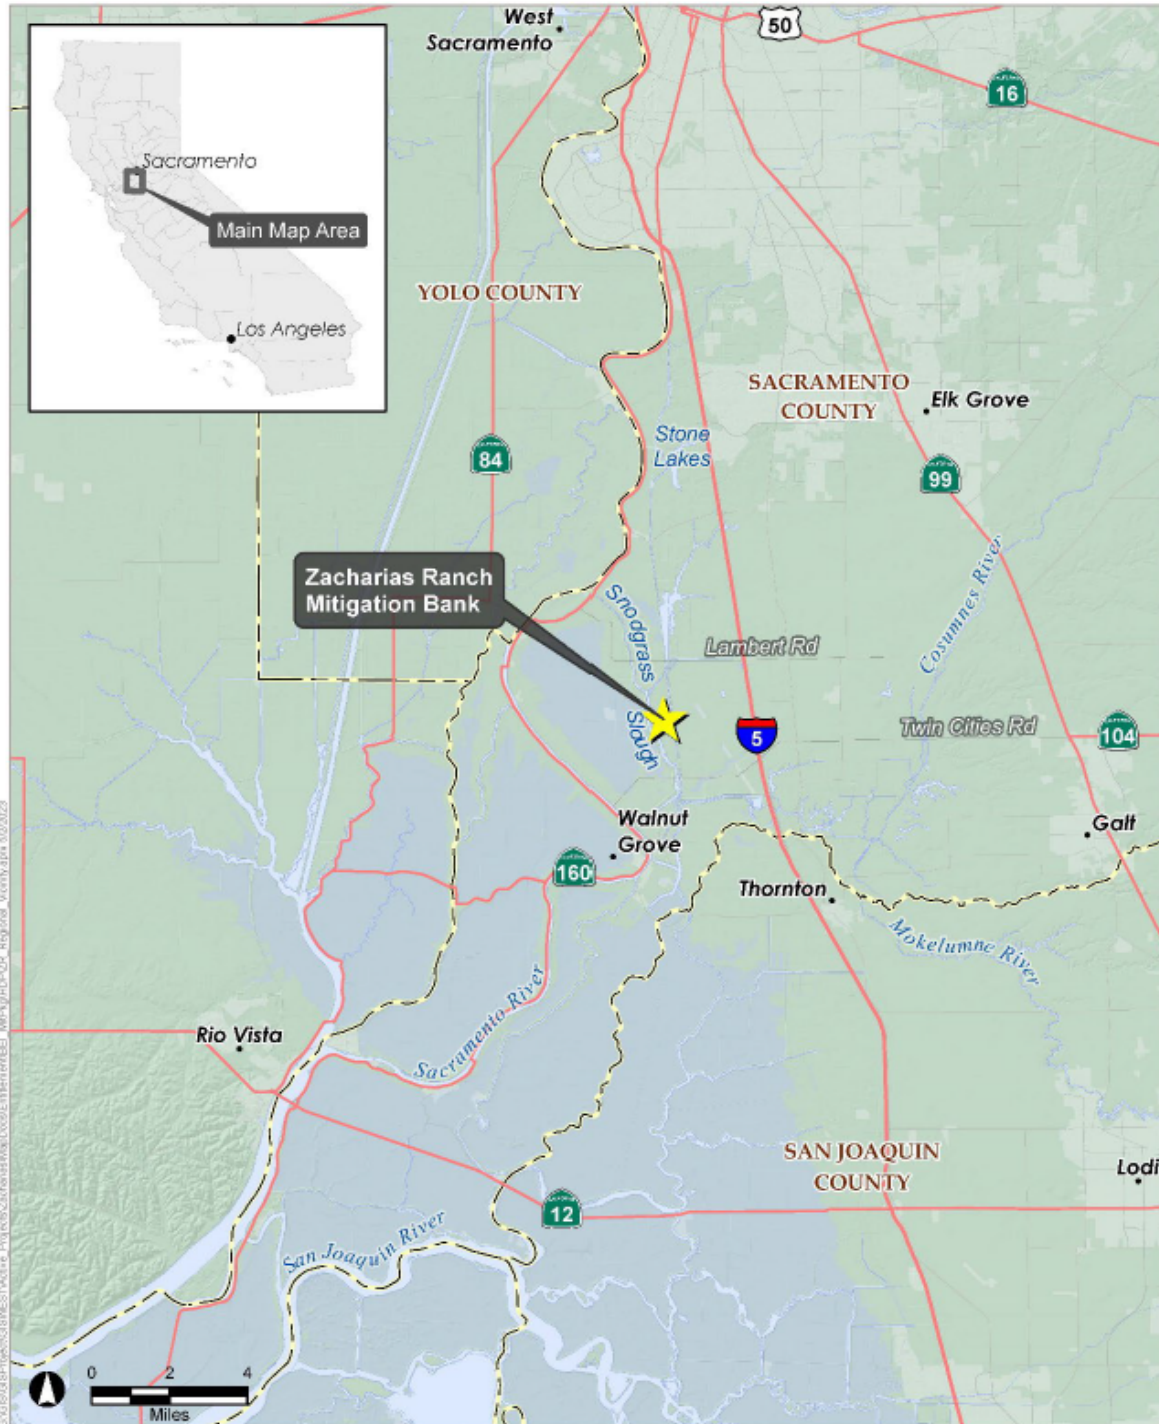 West
Sacramento
50
16
Sacramento
Main Map Area
Los Angeles
YOLO COUNTY
SACRAMENTO
COUNTY
Elk Grove
Stone
Lakes
84
99
Zacharias Ranch
Mitigation Bank
Snodgrass
Slough
Cosumnes River
Lambert Rd
Twin Cities Rd
5
104
Walnut
Grove
Galt
160
Thornton
Mokelumne River
Sacramento River
Rio Vista
SAN JOAQUIN
COUNTY
Lodi
12
San Joaquin River
0 2 4
Miles